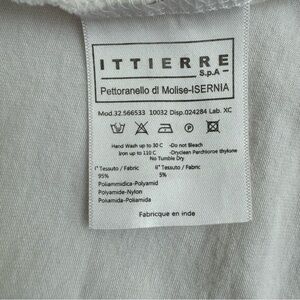 ITTIERRE
S.p.A
Pettoranello di Molise-ISERNIA
Mod.32.566533 10032 Disp.024284 Lab. XC
Hand Wash up to 30 C -Do not Bleach
Iron up to 110 C -Dryclean Perchloroe thylone
No Tumble Dry
I° Tessuto / Fabric II° Tessuto / Fabric
95% 5%
Poliammidica-Polyamid
Polyamide-Nylon
Poliamida-Poliamida
Fabricque en inde